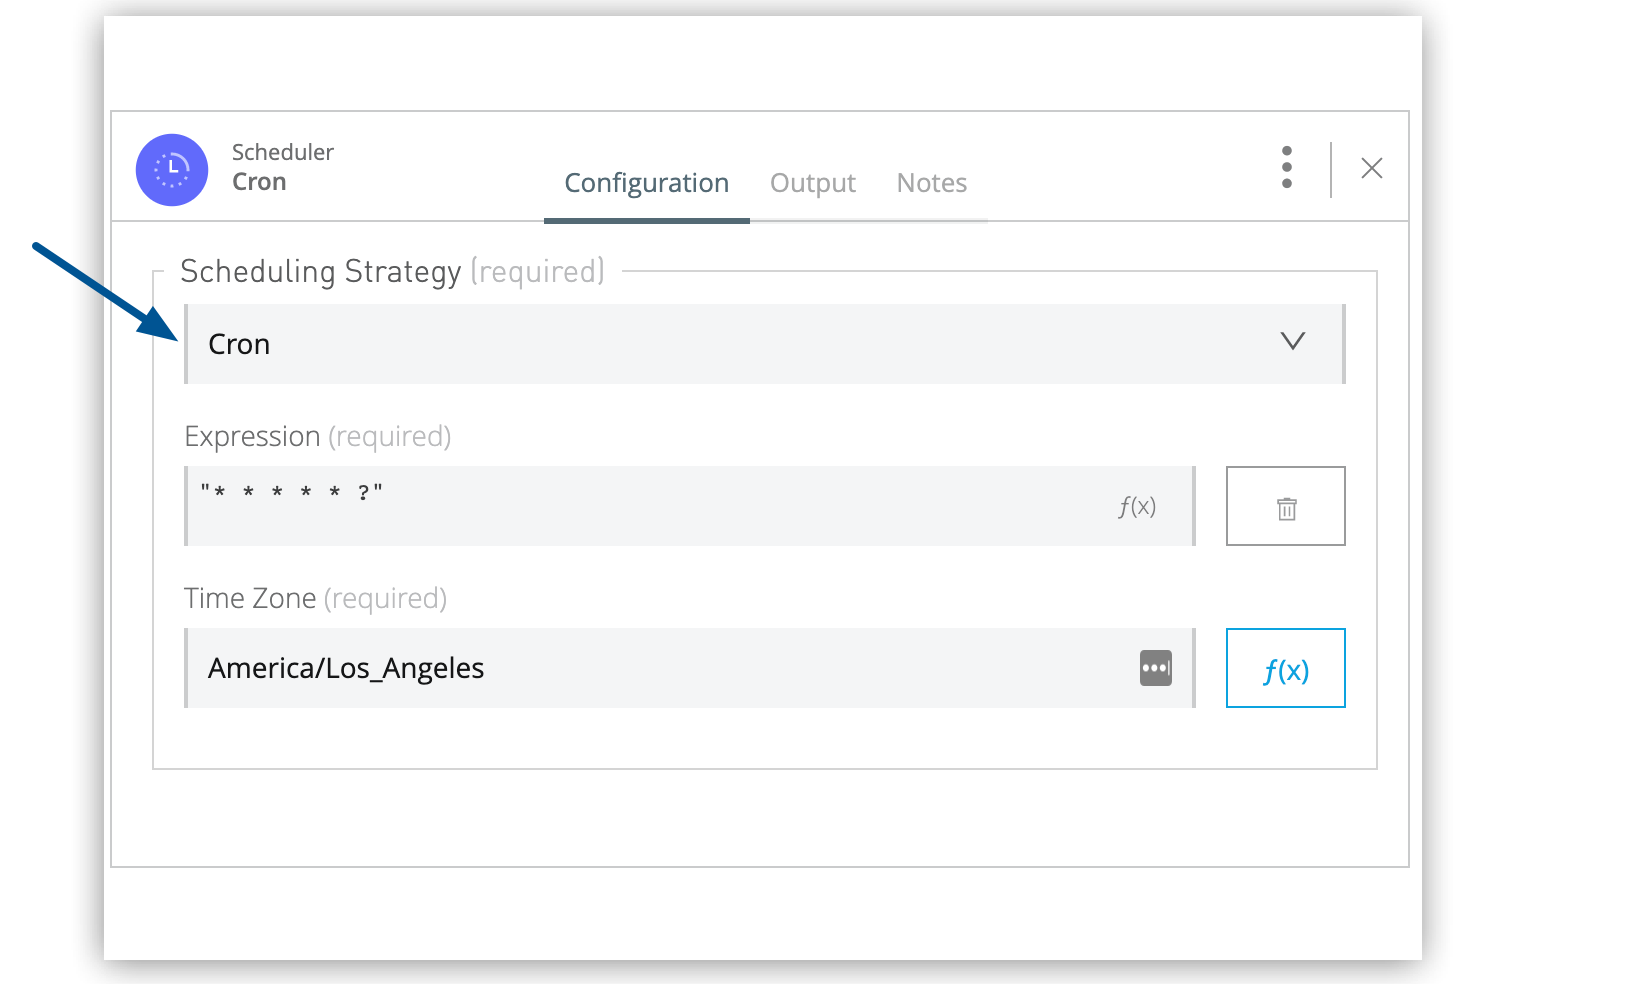 Scheduler
Cron
Configuration Output Notes
Scheduling Strategy (required)
Cron
Expression (required)
"* * * * * ?"
ƒ(x)
Time Zone (required)
America/Los_Angeles
ƒ(x)